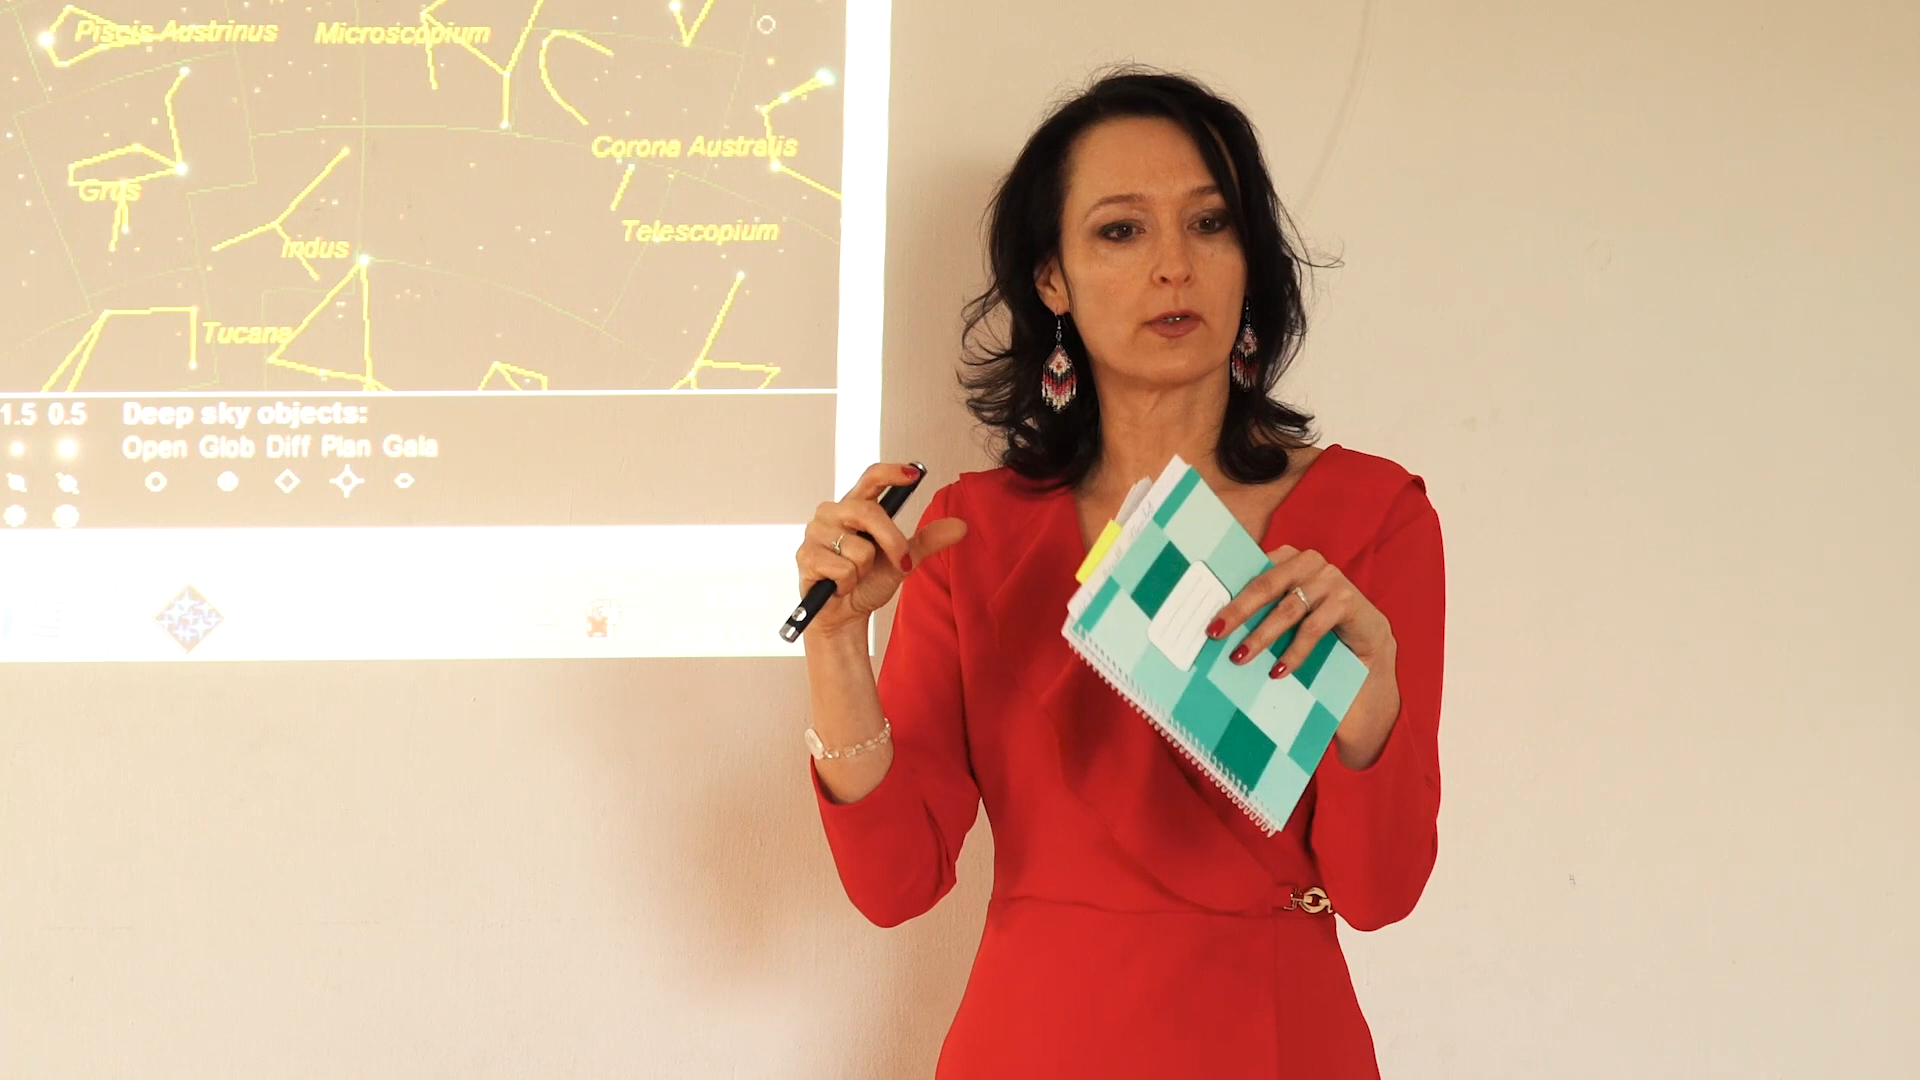 Piscis Austrinus
Microscopium
Corona Australis
Grus
Telescopium
Indus
Tucana
1.5 0.5
Deep sky objects:
Open Glob Diff Plan Gala